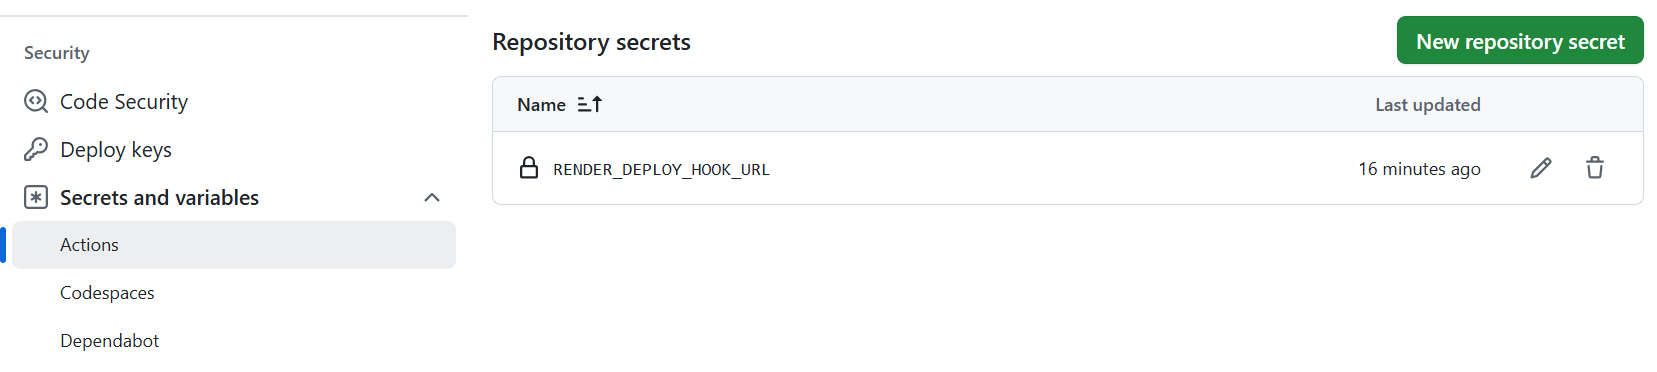 Security
Code Security
Deploy keys
Secrets and variables
Actions
Codespaces
Dependabot
Repository secrets
New repository secret
Name Last updated
RENDER_DEPLOY_HOOK_URL 16 minutes ago